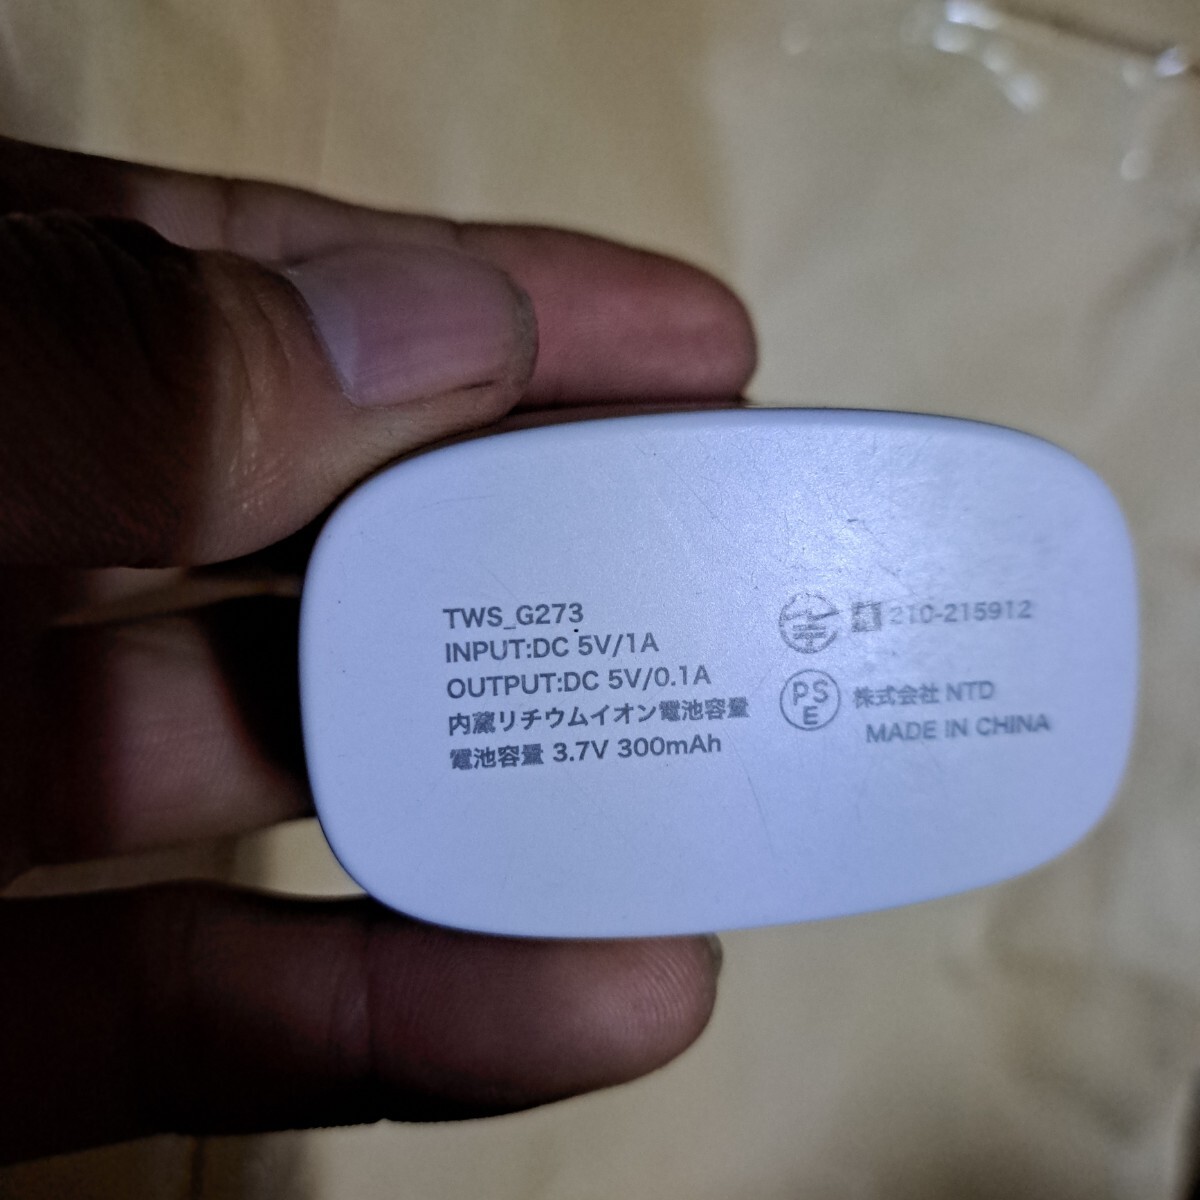 TWS_G273
INPUT:DC 5V/1A
OUTPUT:DC 5V/0.1A
内蔵リチウムイオン電池容量
電池容量 3.7V 300mAh
210-215912
PS
E
株式会社 NTD
MADE IN CHINA